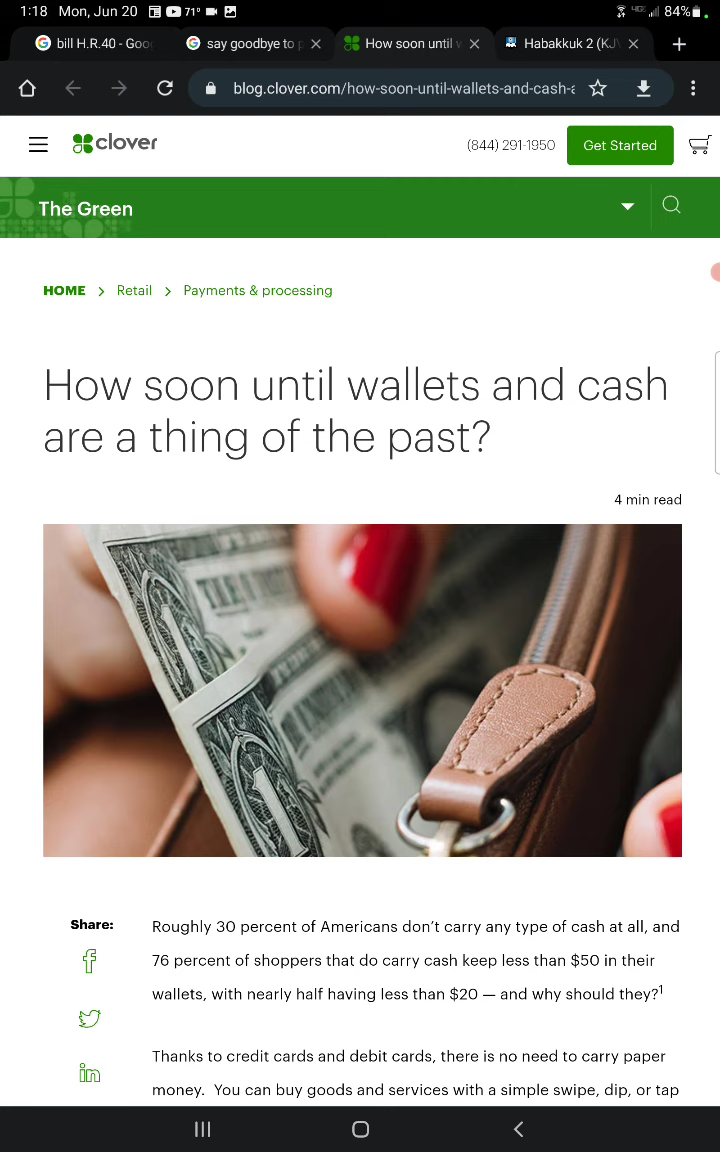 1:18 Mon, Jun 20 71° 84%
bill H.R.40 - Goo say goodbye to p How soon until w Habakkuk 2 (KJV
blog.clover.com/how-soon-until-wallets-and-cash-a
clover (844) 291-1950 Get Started
The Green
HOME > Retail > Payments & processing
How soon until wallets and cash
are a thing of the past?
4 min read
Share:
Roughly 30 percent of Americans don’t carry any type of cash at all, and
76 percent of shoppers that do carry cash keep less than $50 in their
wallets, with nearly half having less than $20 — and why should they?¹
Thanks to credit cards and debit cards, there is no need to carry paper
money. You can buy goods and services with a simple swipe, dip, or tap